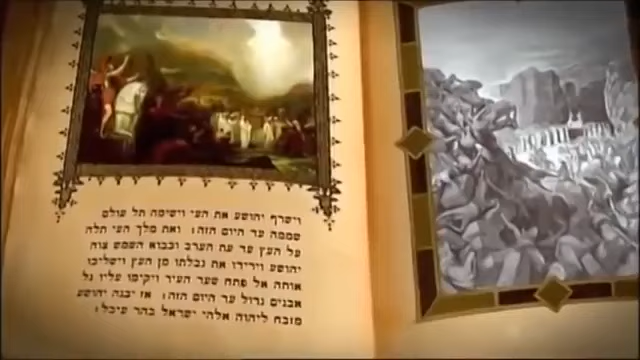 וישרף יהושע את העי וישימה תל עולם
שממה עד היום הזה: ואת מלך העי תלה
על העץ עד עת הערב וכבוא השמש צוה
יהושע וירידו את נבלתו מן העץ וישליכו
אותה אל פתח שער העיר ויקימו עליו גל
אבנים גדול עד היום הזה: אז יבנה יהושע
מזבח ליהוה אלהי ישראל בהר עיבל: